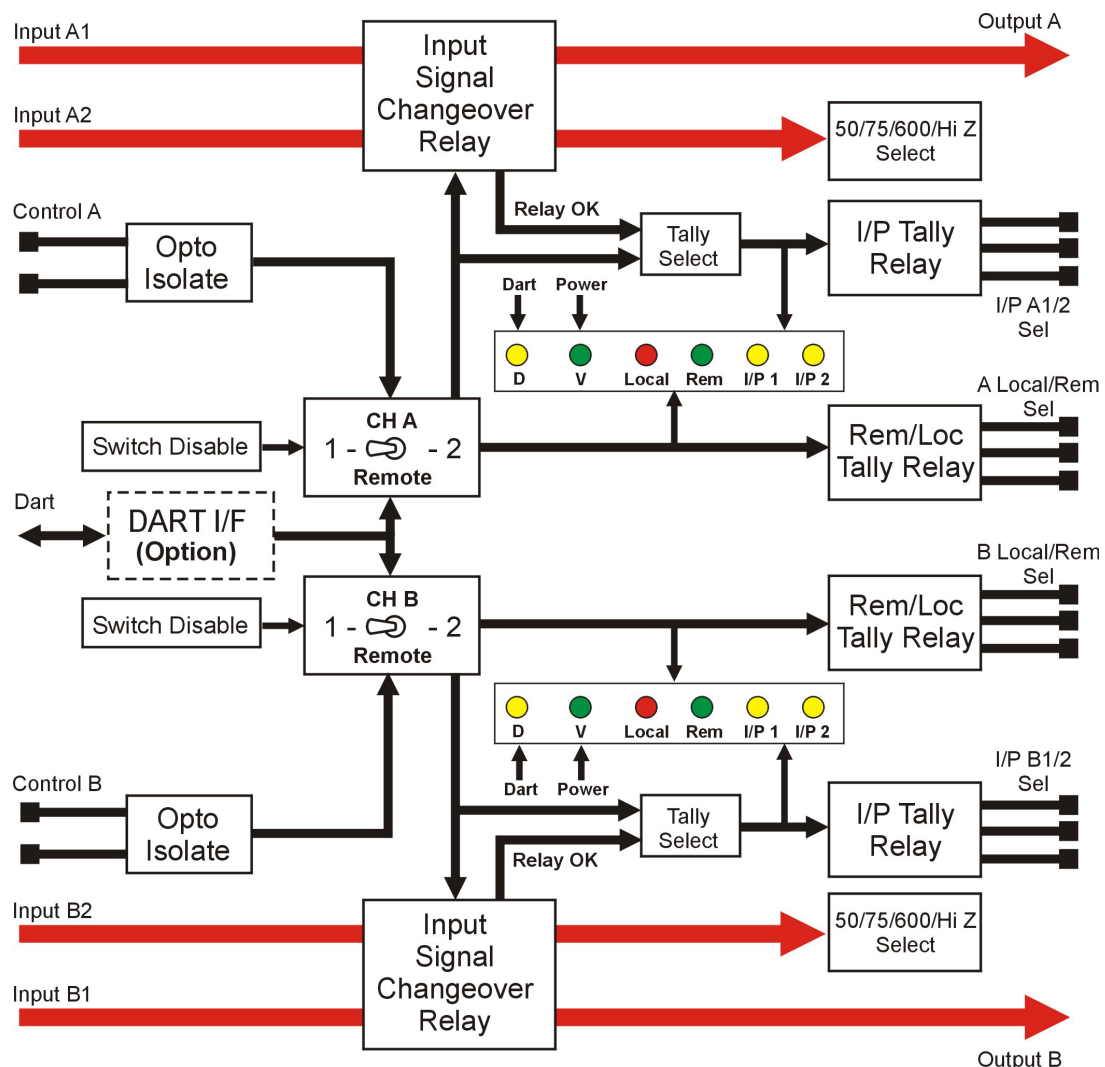 Input A1
Output A
Input
Signal
Changeover
Relay
Input A2
50/75/600/Hi Z
Select
Control A
Opto
Isolate
Relay OK
Tally
Select
I/P Tally
Relay
I/P A1/2
Sel
Dart
Power
D
V
Local
Rem
I/P 1
I/P 2
A Local/Rem
Sel
Switch Disable
CH A
1 - - 2
Remote
Rem/Loc
Tally Relay
Dart
DART I/F
(Option)
B Local/Rem
Sel
Switch Disable
CH B
1 - - 2
Remote
Rem/Loc
Tally Relay
D
V
Local
Rem
I/P 1
I/P 2
Dart
Power
I/P B1/2
Sel
Control B
Opto
Isolate
Tally
Select
Relay OK
I/P Tally
Relay
Input B2
Input
Signal
Changeover
Relay
50/75/600/Hi Z
Select
Input B1
Output B